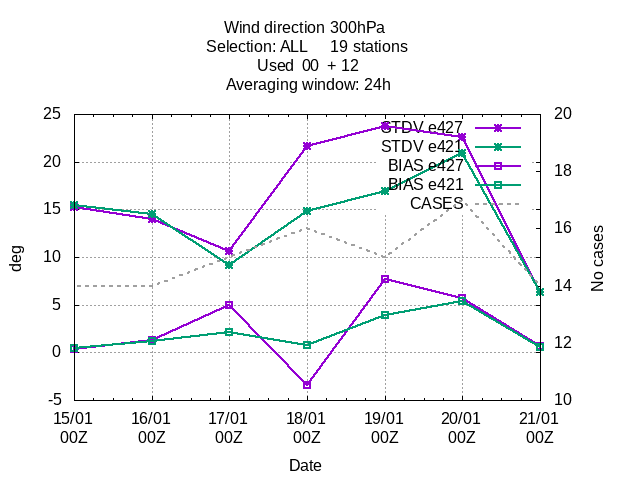 Wind direction 300hPa
Selection: ALL     19 stations
Used  00  + 12
Averaging window: 24h
25 20
STDV e427
STDV e421
20
BIAS e427
18
BIAS e421
CASES
15
16
10
14
5
12
0
-5 10
deg
No cases
15/01 16/01 17/01 18/01 19/01 20/01 21/01
00Z 00Z 00Z 00Z 00Z 00Z 00Z
Date